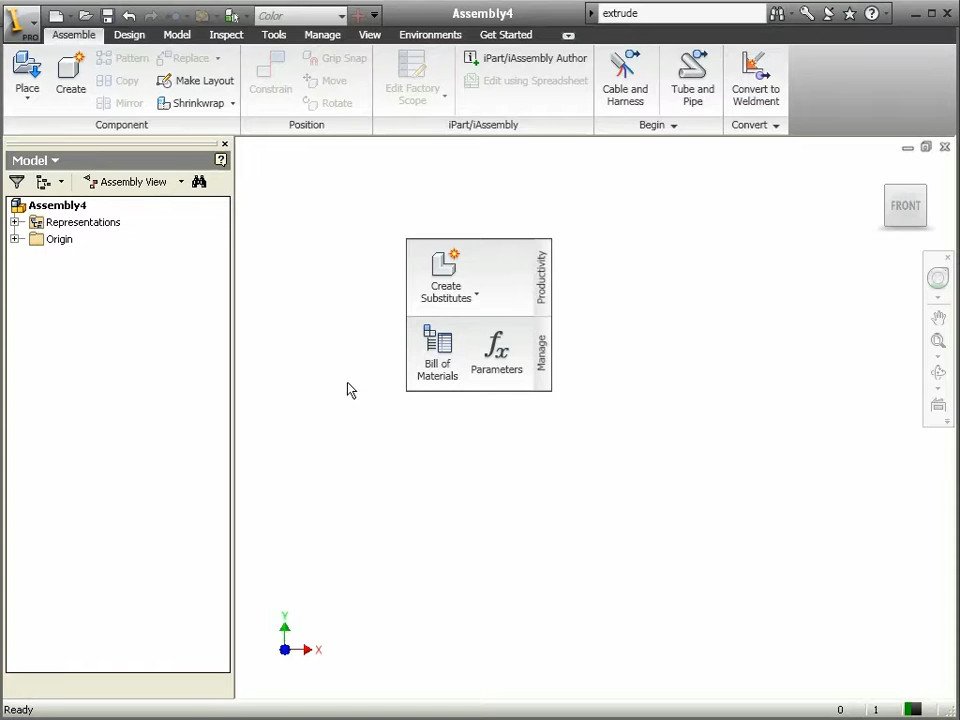 PRO
Color
Assembly4
extrude
Assemble Design Model Inspect Tools Manage View Environments Get Started
Place
Create
Pattern
Copy
Mirror
Replace
Make Layout
Shrinkwrap
Component
Constrain
Grip Snap
Move
Rotate
Position
Edit Factory
Scope
iPart/iAssembly Author
Edit using Spreadsheet
iPart/iAssembly
Cable and
Harness
Tube and
Pipe
Begin
Convert to
Weldment
Convert
Model
Assembly View
Assembly4
Representations
Origin
Create
Substitutes
Productivity
Bill of
Materials
Parameters
Manage
FRONT
Y
X
Ready
0 1